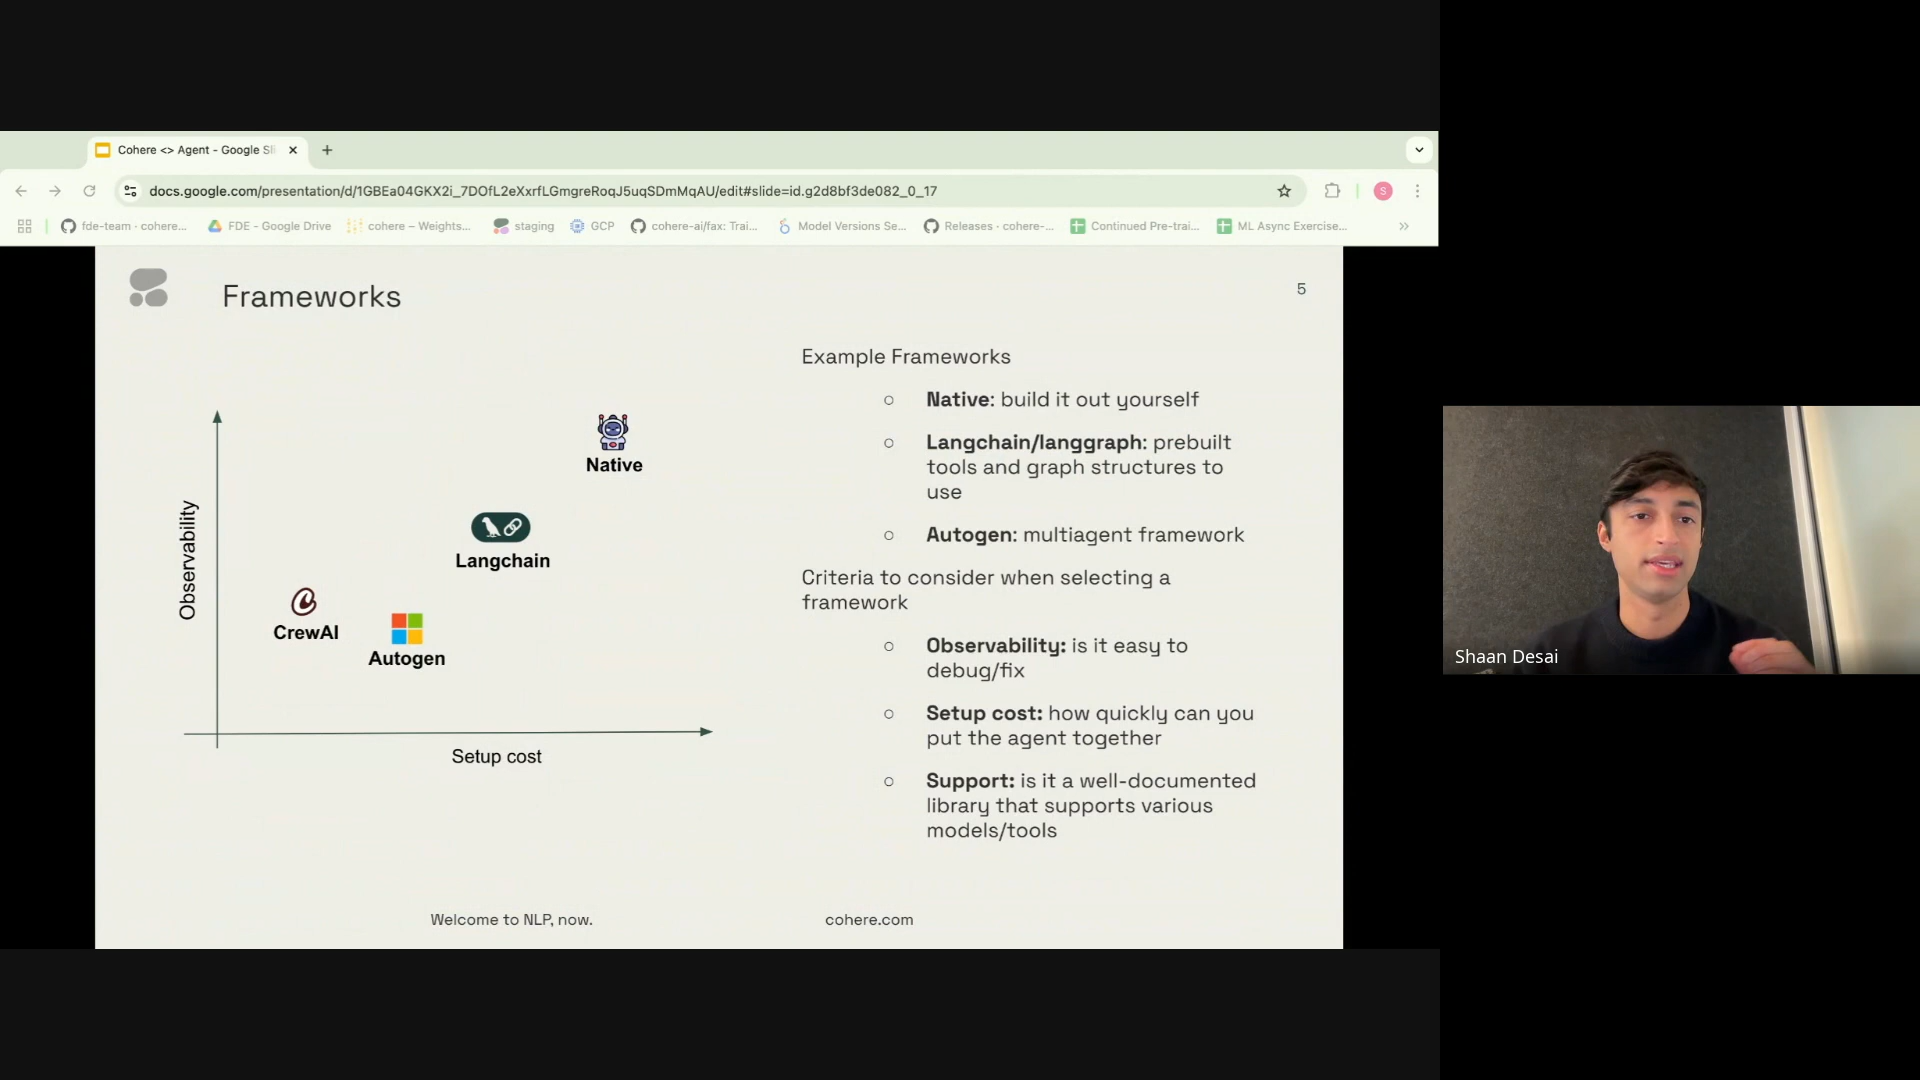 Cohere <> Agent - Google Sli
docs.google.com/presentation/d/1GBEa04GKX2i_7DOfL2eXxrfLGmgreRoqJ5uqSDmMqAU/edit#slide=id.g2d8bf3de082_0_17
S
fde-team · cohere...
FDE - Google Drive
cohere – Weights...
staging
GCP
cohere-ai/fax: Trai...
Model Versions Se...
Releases · cohere-...
Continued Pre-trai...
ML Async Exercise...
Frameworks
5
Observability
Native
Langchain
CrewAI
Autogen
Setup cost
Example Frameworks
Native: build it out yourself
Langchain/langgraph: prebuilt
tools and graph structures to
use
Autogen: multiagent framework
Criteria to consider when selecting a
framework
Observability: is it easy to
debug/fix
Setup cost: how quickly can you
put the agent together
Support: is it a well-documented
library that supports various
models/tools
Welcome to NLP, now.
cohere.com
Shaan Desai